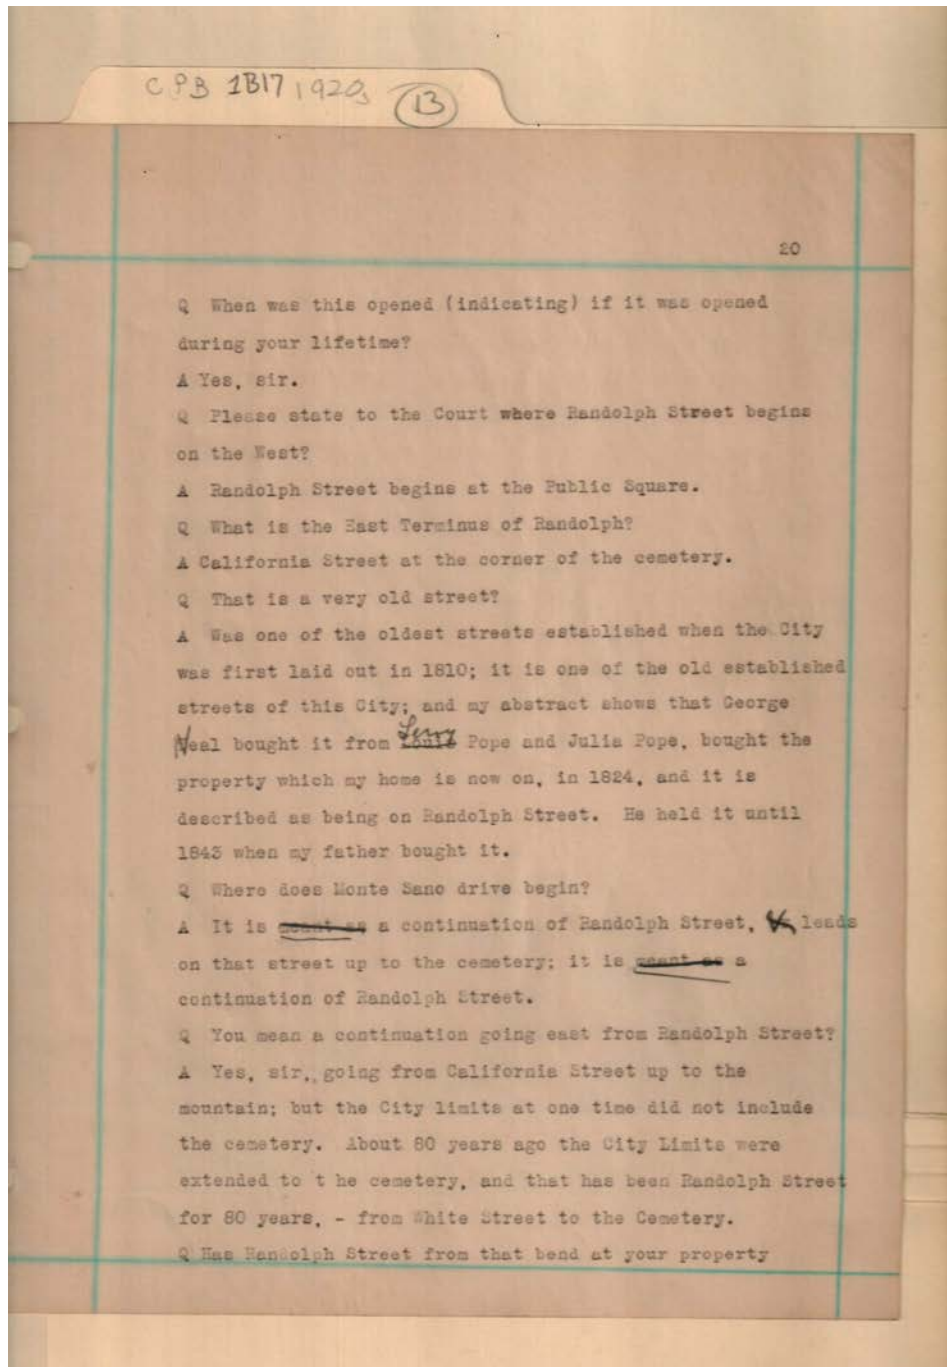 CPB 1B17 1920s 13
20
Q When was this opened (indicating) if it was opened
during your lifetime?
A Yes, sir.
Q Please state to the Court where Randolph Street begins
on the West?
A Randolph Street begins at the Public Square.
Q What is the East Terminus of Randolph?
A California Street at the corner of the cemetery.
Q That is a very old street?
A Was one of the oldest streets established when the City
was first laid out in 1810; it is one of the old established
streets of this City; and my abstract shows that George
Neal bought it from Pope and Julia Pope, bought the
property which my home is now on, in 1824, and it is
described as being on Randolph Street. He held it until
1843 when my father bought it.
Q Where does Monte Sano drive begin?
A It is meant as a continuation of Randolph Street, leads
on that street up to the cemetery; it is meant as a
continuation of Randolph Street.
Q You mean a continuation going east from Randolph Street?
A Yes, sir,, going from California Street up to the
mountain; but the City limits at one time did not include
the cemetery. About 80 years ago the City Limits were
extended to t he cemetery, and that has been Randolph Street
for 80 years, - from White Street to the Cemetery.
Q Has Randolph Street from that bend at your property